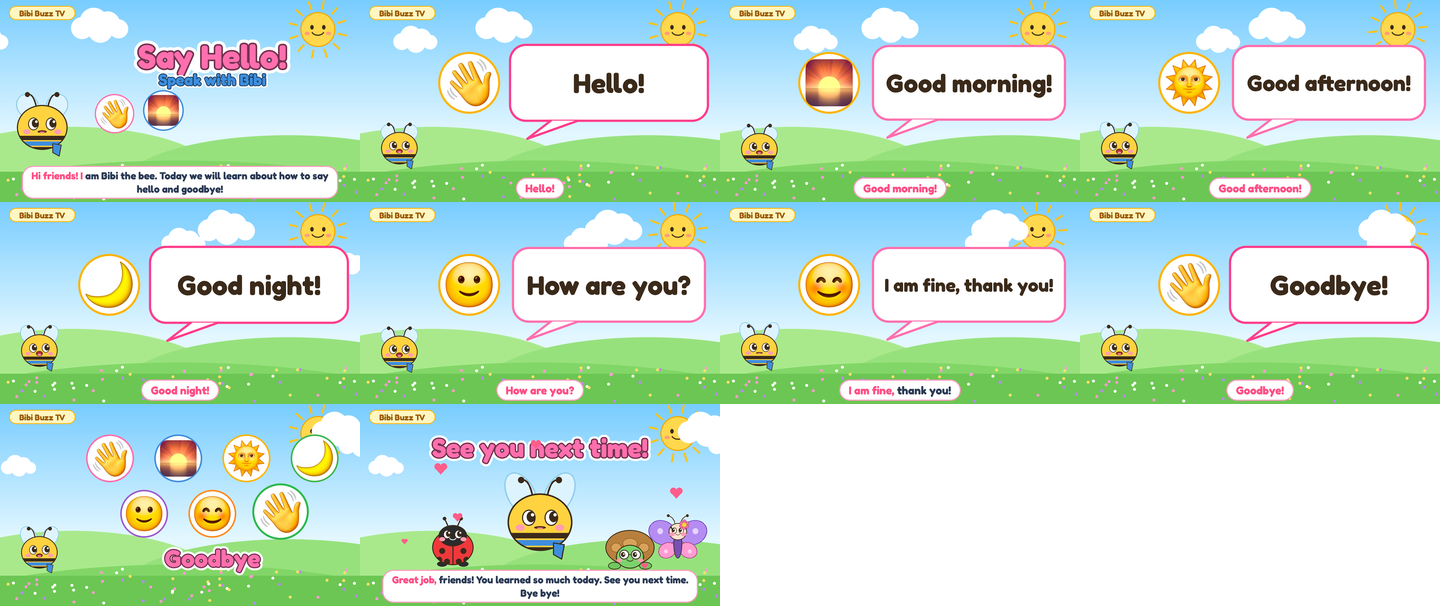 Bibi Buzz TV
Say Hello!
Speak with Bibi
Hi friends! I am Bibi the bee. Today we will learn about how to say
hello and goodbye!
Bibi Buzz TV
Hello!
Hello!
Bibi Buzz TV
Good morning!
Good morning!
Bibi Buzz TV
Good afternoon!
Good afternoon!
Bibi Buzz TV
Good night!
Good night!
Bibi Buzz TV
How are you?
How are you?
Bibi Buzz TV
I am fine, thank you!
I am fine, thank you!
Bibi Buzz TV
Goodbye!
Goodbye!
Bibi Buzz TV
Goodbye
Bibi Buzz TV
See you next time!
Great job, friends! You learned so much today. See you next time.
Bye bye!